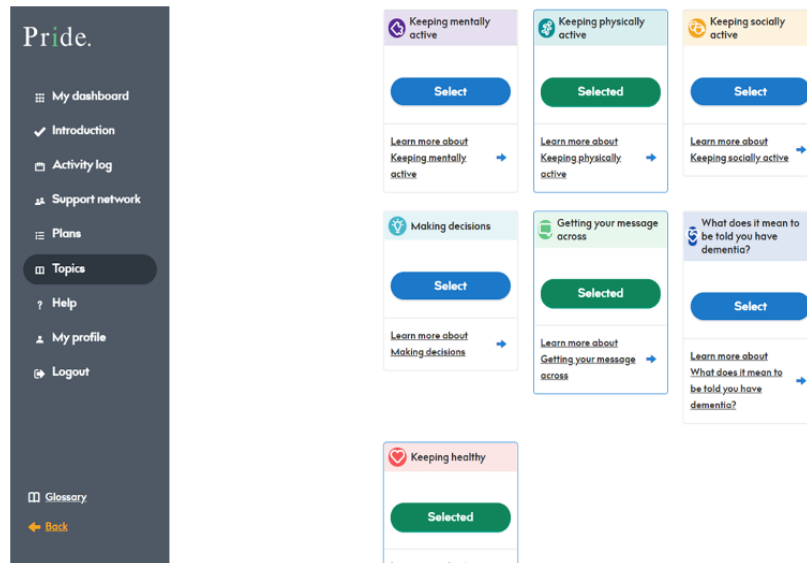 Pride.
My dashboard
Introduction
Activity log
Support network
Plans
Topics
Help
My profile
Logout
Glossary
Back
Keeping mentally
active
Select
Learn more about
Keeping mentally
active
Keeping physically
active
Selected
Learn more about
Keeping physically
active
Keeping socially
active
Select
Learn more about
Keeping socially active
Making decisions
Select
Learn more about
Making decisions
Getting your message
across
Selected
Learn more about
Getting your message
across
What does it mean to
be told you have
dementia?
Select
Learn more about
What does it mean to
be told you have
dementia?
Keeping healthy
Selected